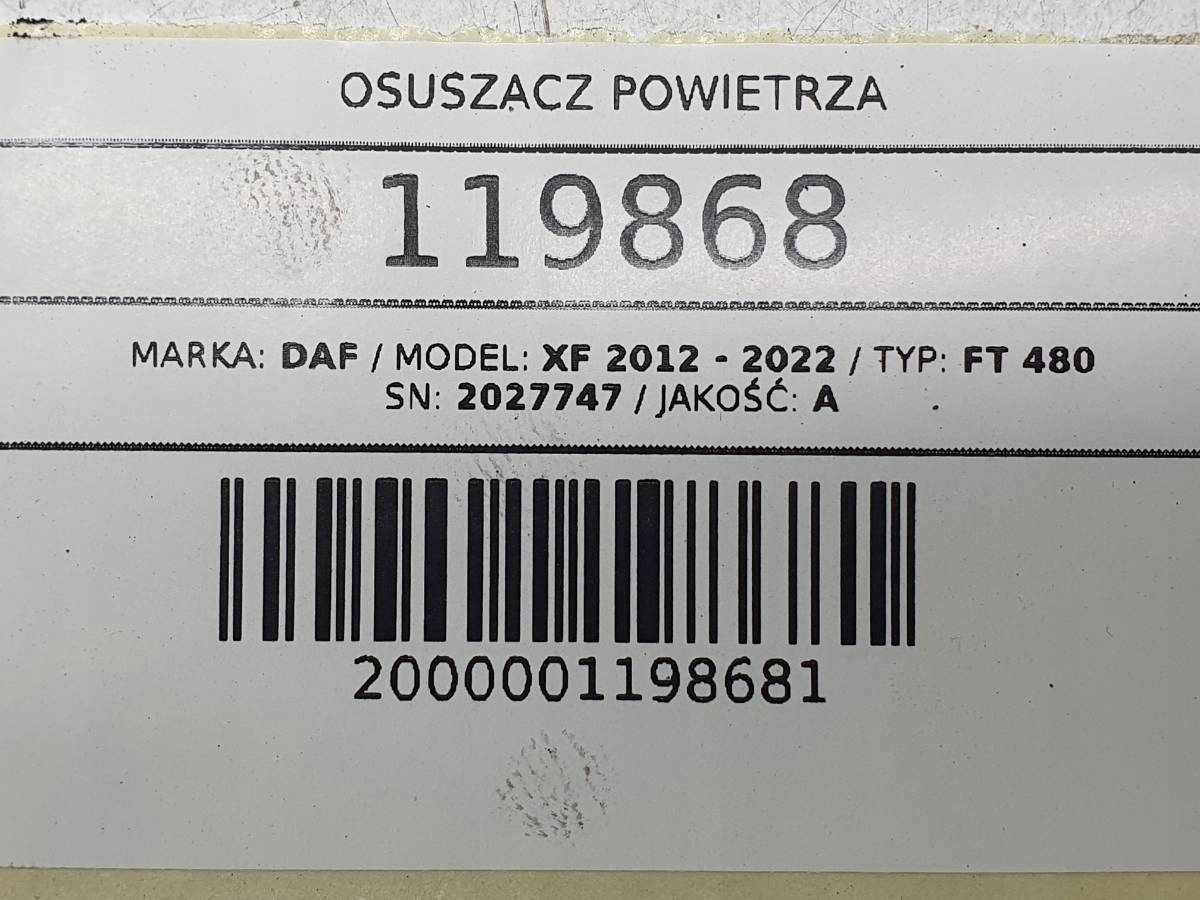 OSUSZACZ POWIETRZA
119868
MARKA: DAF / MODEL: XF 2012 - 2022 / TYP: FT 480
SN: 2027747 / JAKOŚĆ: A
2000001198681